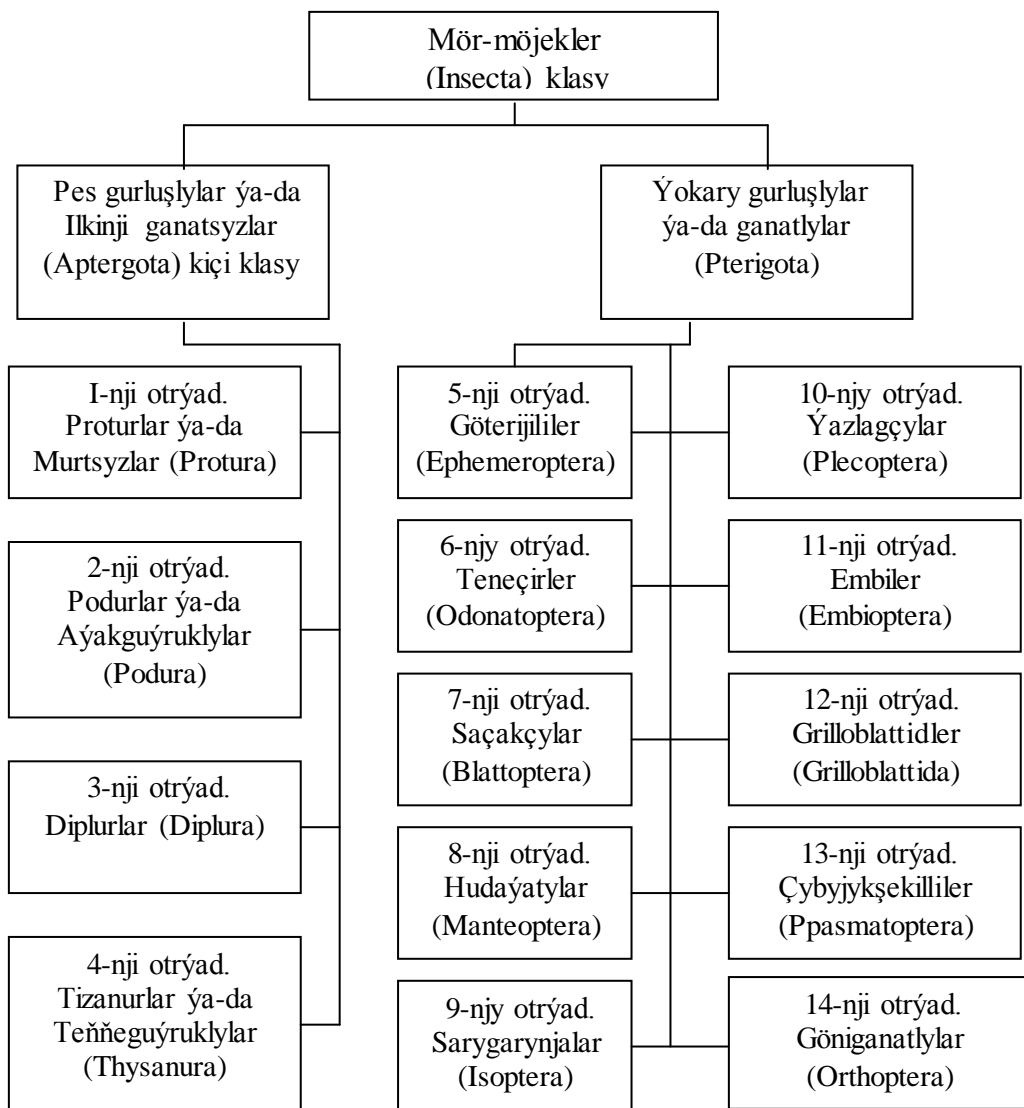 Mör-möjekler
(Insecta) klasy
Pes gurluşlylar ýa-da
Ilkinji ganatsyzlar
(Aptergota) kiçi klasy
Ýokary gurluşlylar
ýa-da ganatlylar
(Pterigota)
I-nji otrýad.
Proturlar ýa-da
Murtsyzlar (Protura)
2-nji otrýad.
Podurlar ýa-da
Aýakguýruklylar
(Podura)
3-nji otrýad.
Diplurlar (Diplura)
4-nji otrýad.
Tizanurlar ýa-da
Teňňeguýruklylar
(Thysanura)
5-nji otrýad.
Göterijililer
(Ephemeroptera)
6-njy otrýad.
Teneçirler
(Odonatoptera)
7-nji otrýad.
Saçakçylar
(Blattoptera)
8-nji otrýad.
Hudaýatylar
(Manteoptera)
9-njy otrýad.
Sarygarynjalar
(Isoptera)
10-njy otrýad.
Ýazlagçylar
(Plecoptera)
11-nji otrýad.
Embiler
(Embioptera)
12-nji otrýad.
Grilloblattidler
(Grilloblattida)
13-nji otrýad.
Çybyjykşekilliler
(Ppasmatoptera)
14-nji otrýad.
Göniganatlylar
(Orthoptera)